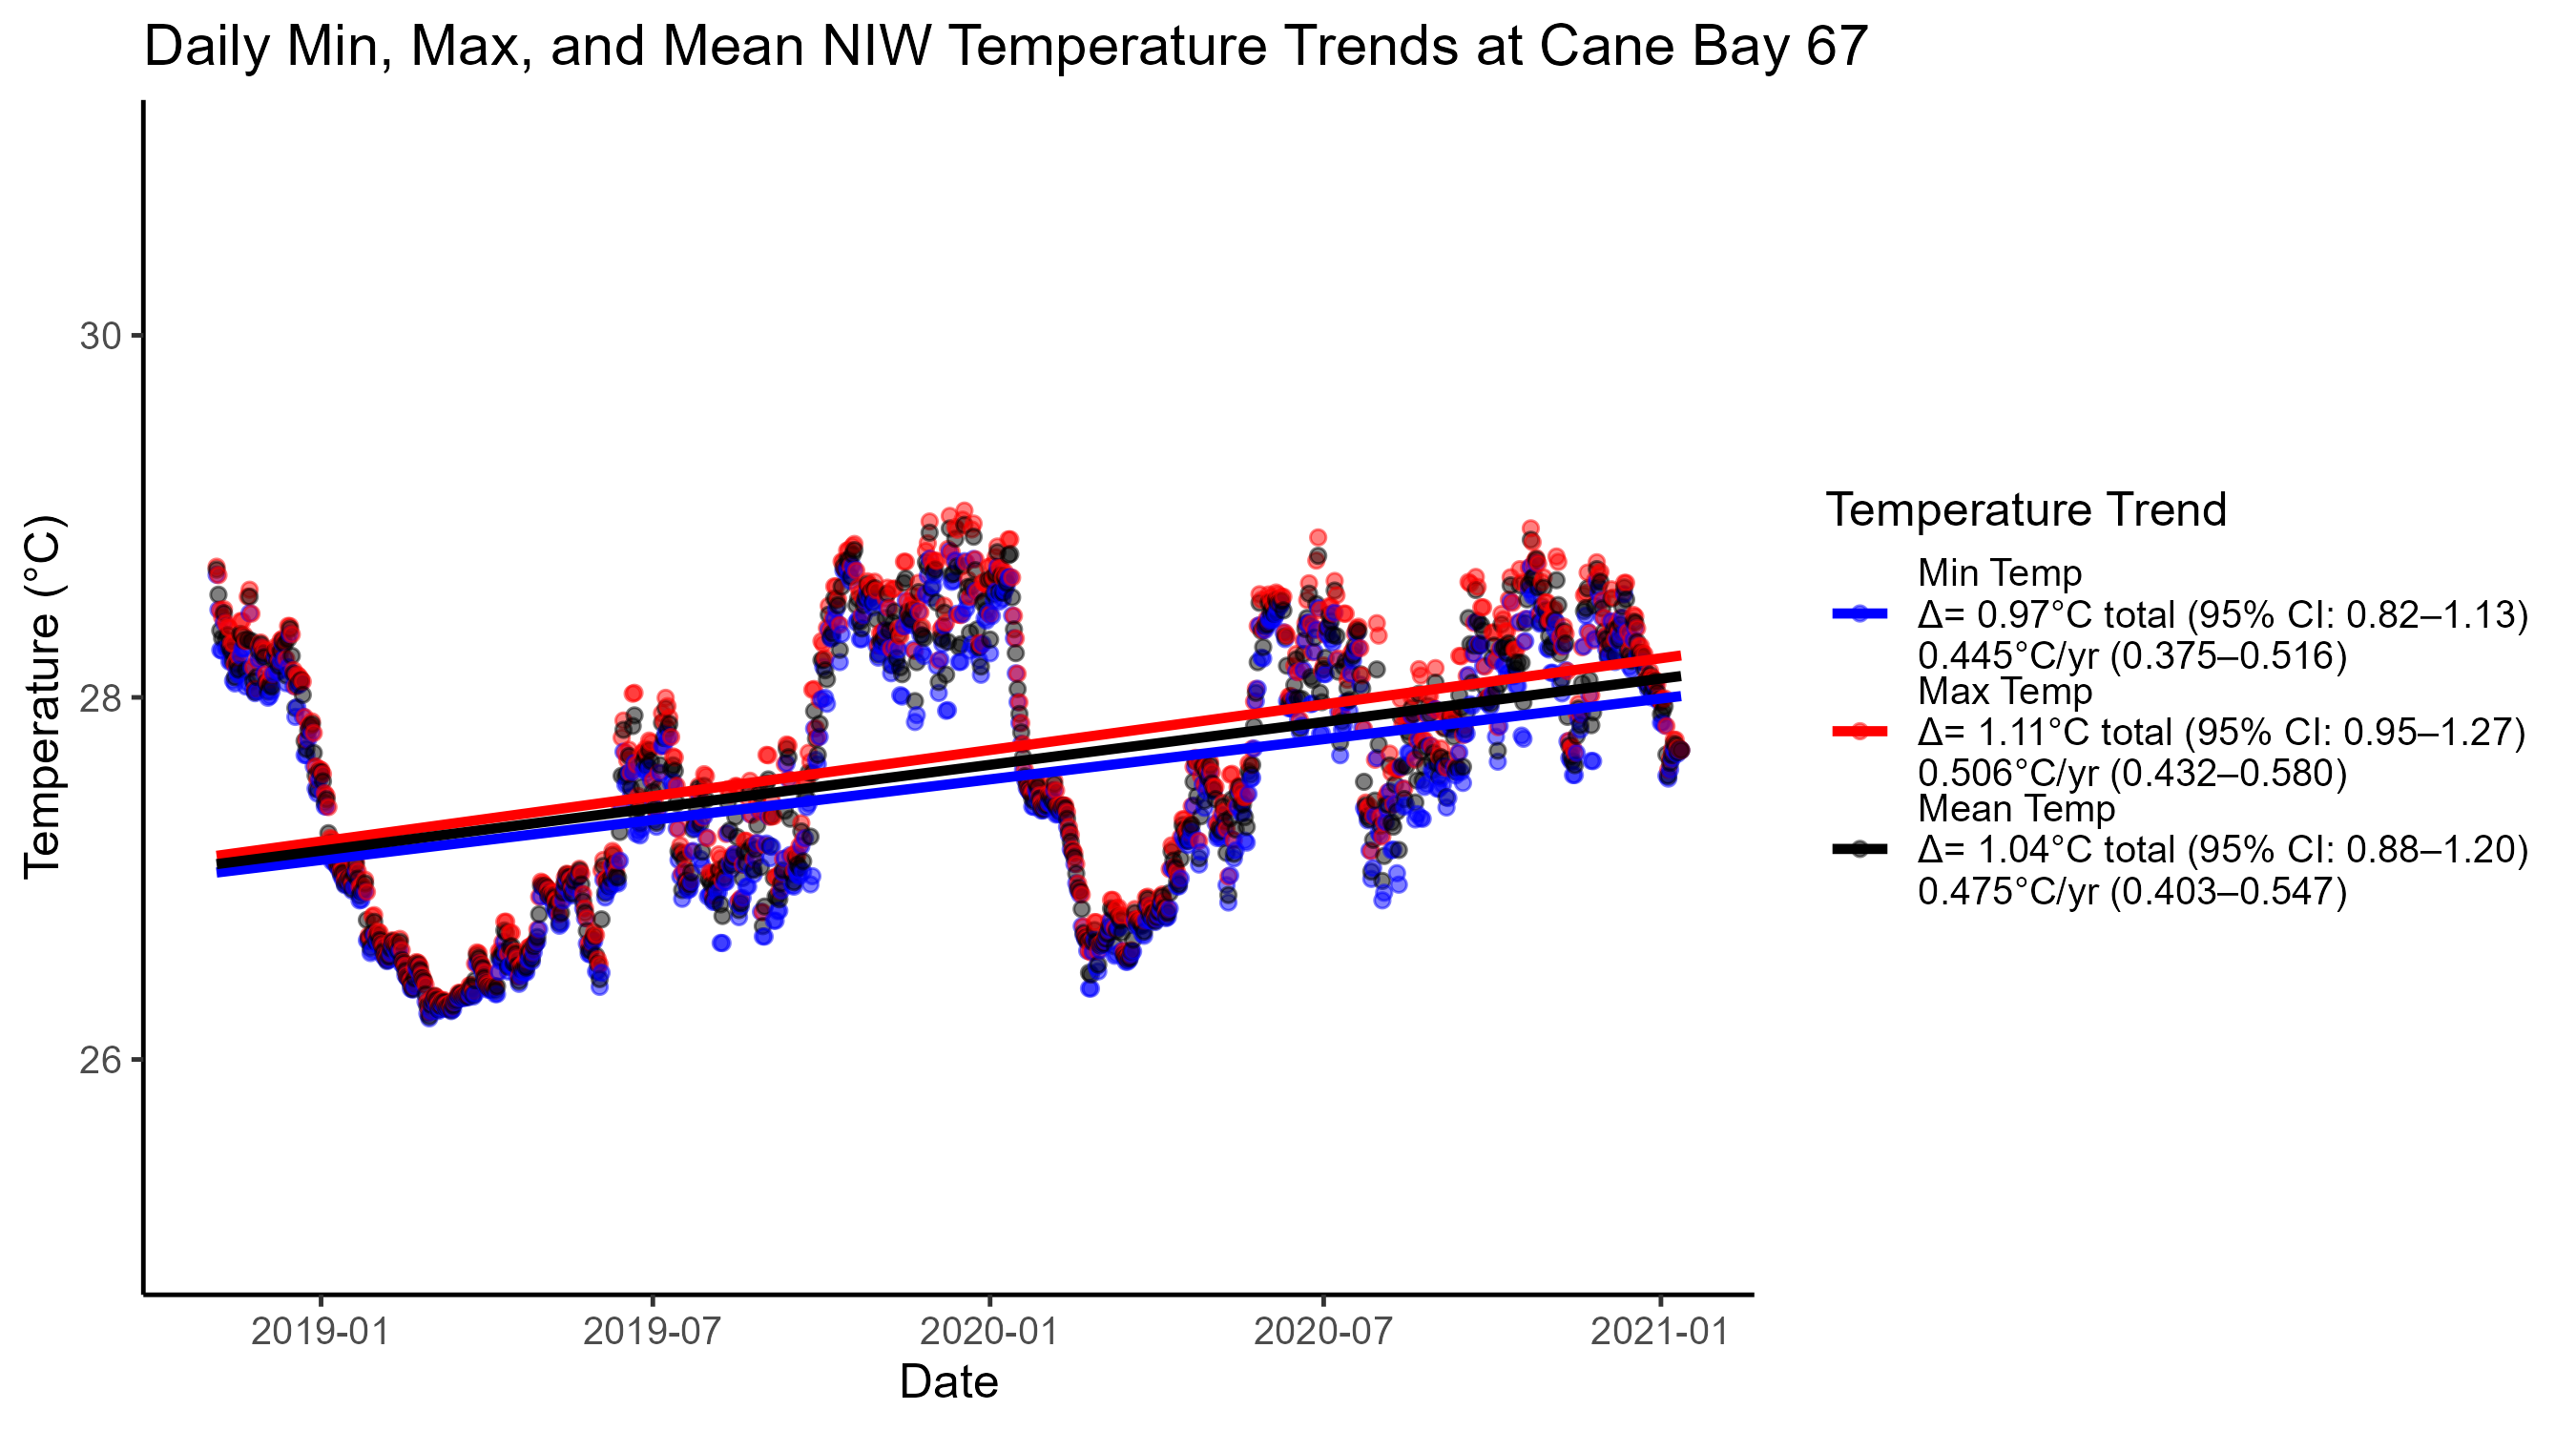 Daily Min, Max, and Mean NIW Temperature Trends at Cane Bay 67
Temperature (°C)
30
28
26
2019-01
2019-07
2020-01
2020-07
2021-01
Date
Temperature Trend
Min Temp
Δ= 0.97°C total (95% CI: 0.82–1.13)
0.445°C/yr (0.375–0.516)
Max Temp
Δ= 1.11°C total (95% CI: 0.95–1.27)
0.506°C/yr (0.432–0.580)
Mean Temp
Δ= 1.04°C total (95% CI: 0.88–1.20)
0.475°C/yr (0.403–0.547)